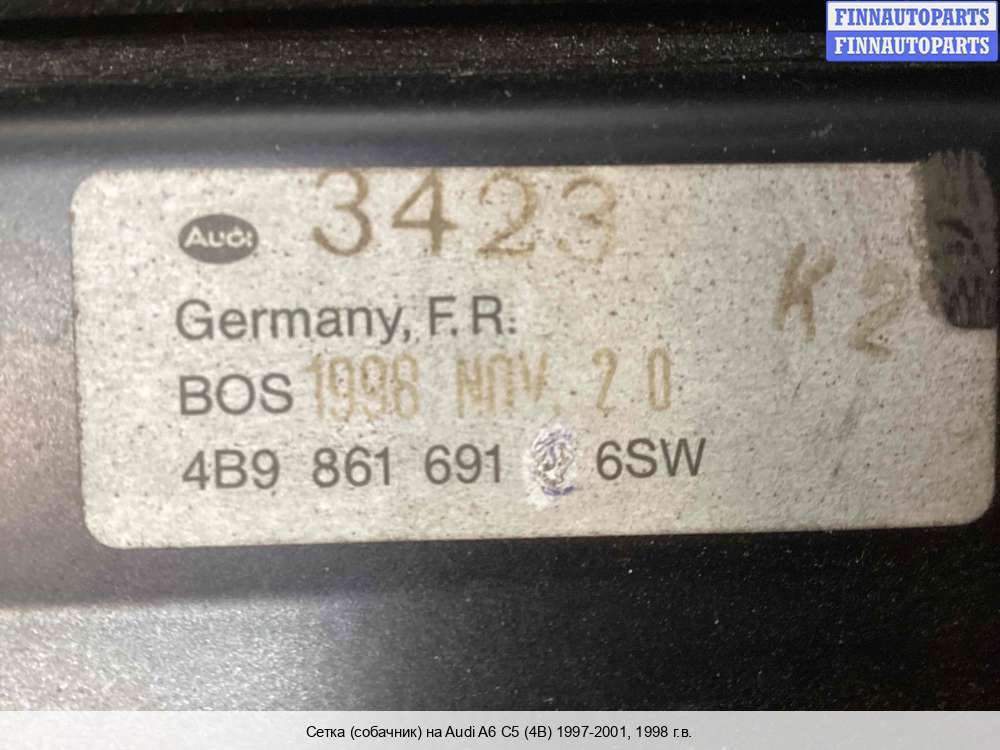 FINNAUTOPARTS
FINNAUTOPARTS
Audi 3423
Germany, F.R.
K2
BOS 1998 NOV. 20
4B9 861 691 6SW
Сетка (собачник) на Audi A6 C5 (4B) 1997-2001, 1998 г.в.